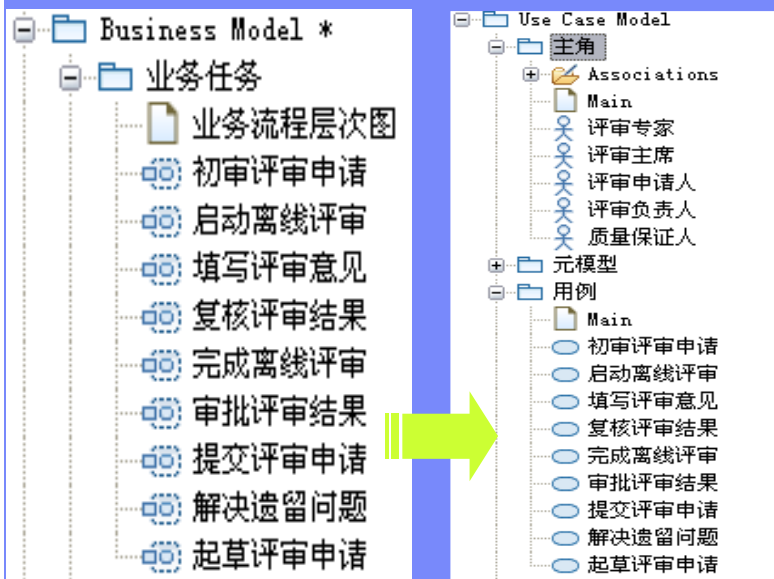 Business Model *
业务任务
业务流程层次图
初审评审申请
启动离线评审
填写评审意见
复核评审结果
完成离线评审
审批评审结果
提交评审申请
解决遗留问题
起草评审申请
Use Case Model
主角
Associations
Main
评审专家
评审主席
评审申请人
评审负责人
质量保证人
元模型
用例
Main
初审评审申请
启动离线评审
填写评审意见
复核评审结果
完成离线评审
审批评审结果
提交评审申请
解决遗留问题
起草评审申请